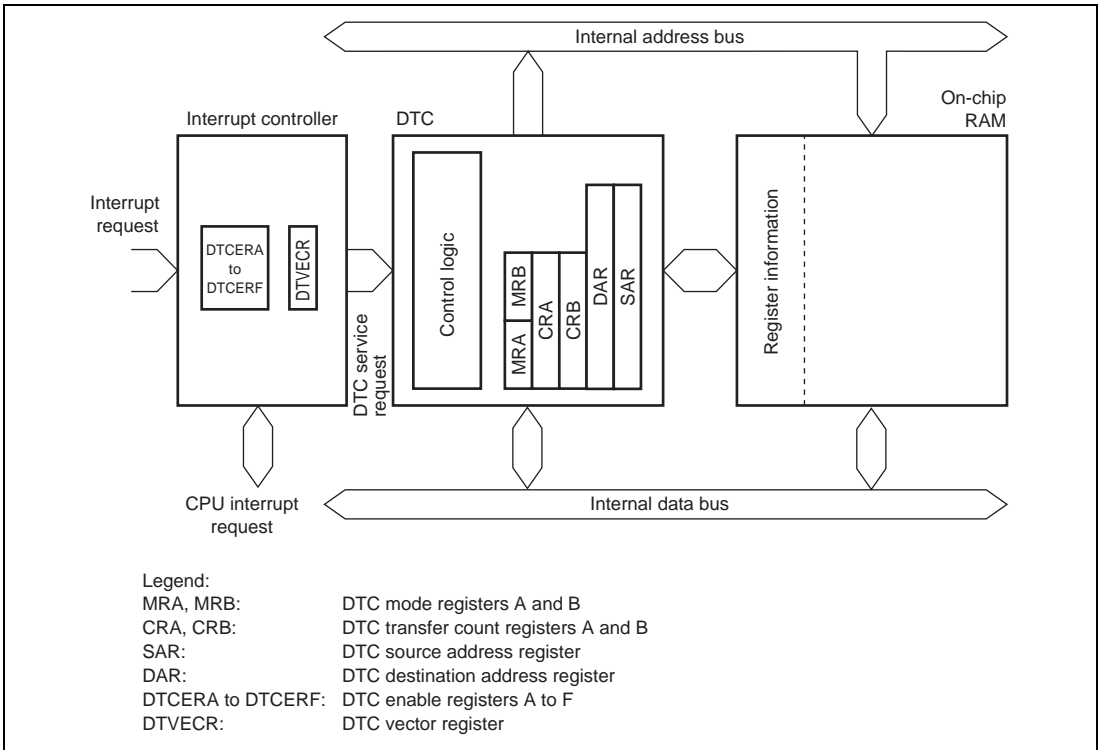 Internal address bus
On-chip
RAM
Interrupt controller
DTC
Interrupt
request
DTCERA
to
DTCERF
DTVECR
DTC service
request
Control logic
MRA
MRB
CRA
CRB
DAR
SAR
Register information
CPU interrupt
request
Internal data bus
Legend:
MRA, MRB: DTC mode registers A and B
CRA, CRB: DTC transfer count registers A and B
SAR: DTC source address register
DAR: DTC destination address register
DTCERA to DTCERF: DTC enable registers A to F
DTVECR: DTC vector register